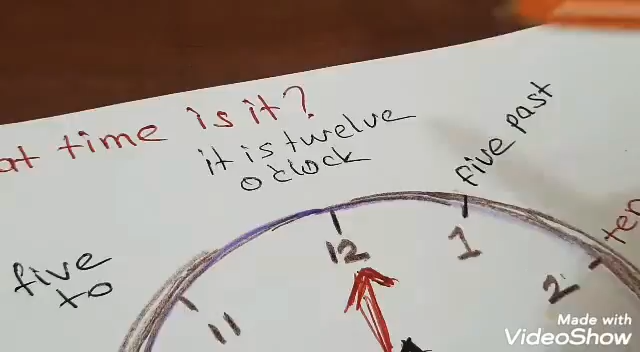 at time is it?
it is twelve
o'clock
five past
ten
five
to
12
1
2
11
Made with
VideoShow